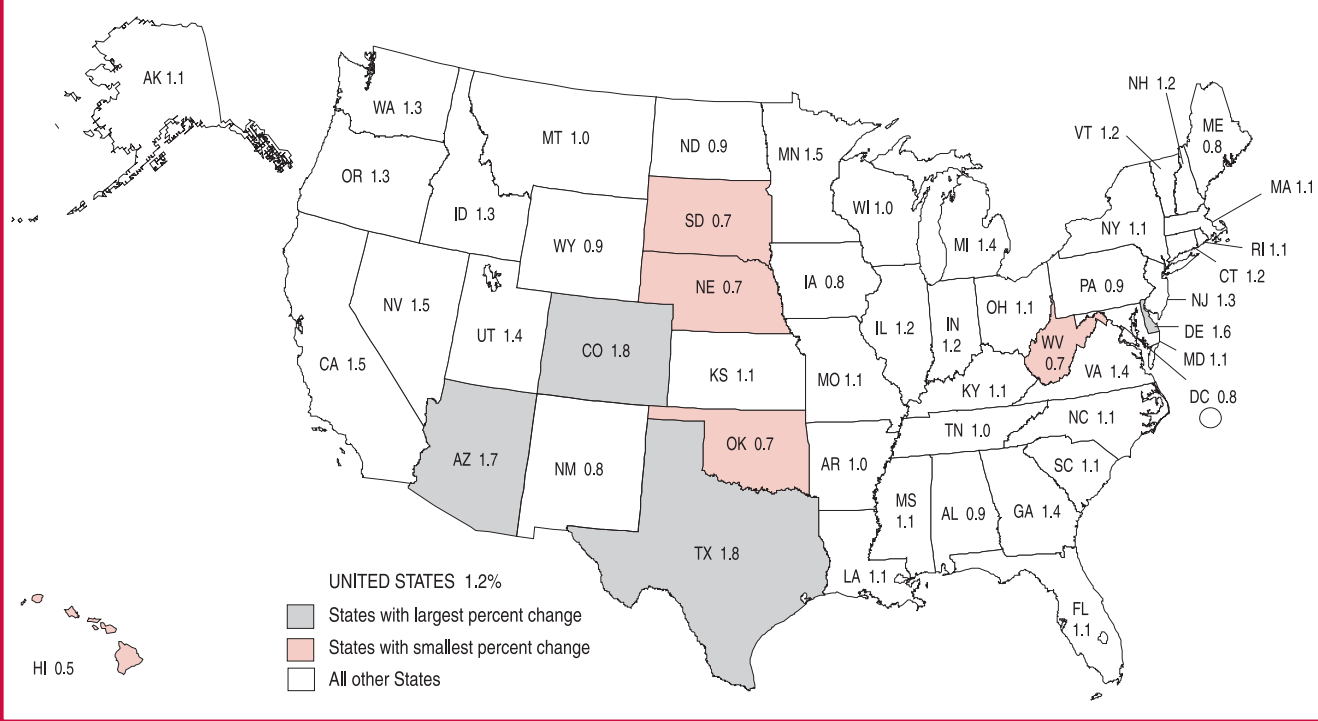 AK 1.1
WA 1.3
MT 1.0
ND 0.9
MN 1.5
NH 1.2
VT 1.2
ME
0.8
OR 1.3
ID 1.3
WY 0.9
SD 0.7
WI 1.0
MI 1.4
NY 1.1
MA 1.1
RI 1.1
CT 1.2
NV 1.5
UT 1.4
NE 0.7
IA 0.8
IL 1.2
IN
1.2
OH 1.1
PA 0.9
NJ 1.3
DE 1.6
MD 1.1
DC 0.8
CA 1.5
CO 1.8
KS 1.1
MO 1.1
KY 1.1
WV
0.7
VA 1.4
AZ 1.7
NM 0.8
OK 0.7
AR 1.0
TN 1.0
NC 1.1
SC 1.1
TX 1.8
LA 1.1
MS
1.1
AL 0.9
GA 1.4
FL
1.1
HI 0.5
UNITED STATES 1.2%
States with largest percent change
States with smallest percent change
All other States